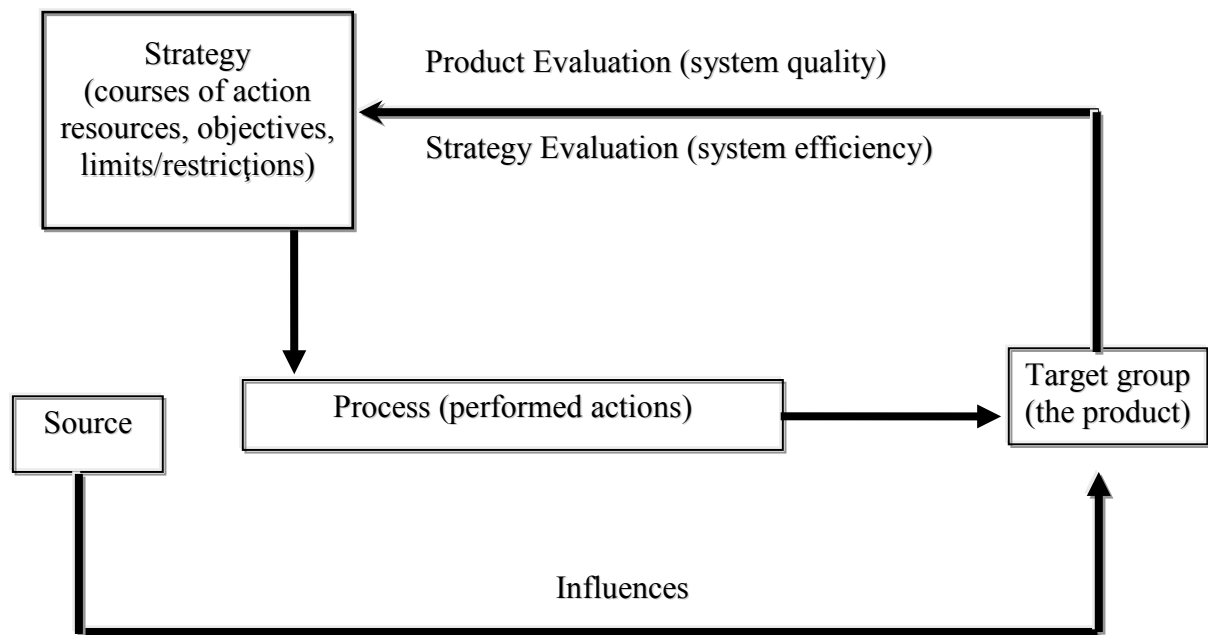 Strategy
(courses of action
resources, objectives,
limits/restricţions)
Product Evaluation (system quality)
Strategy Evaluation (system efficiency)
Process (performed actions)
Target group
(the product)
Source
Influences